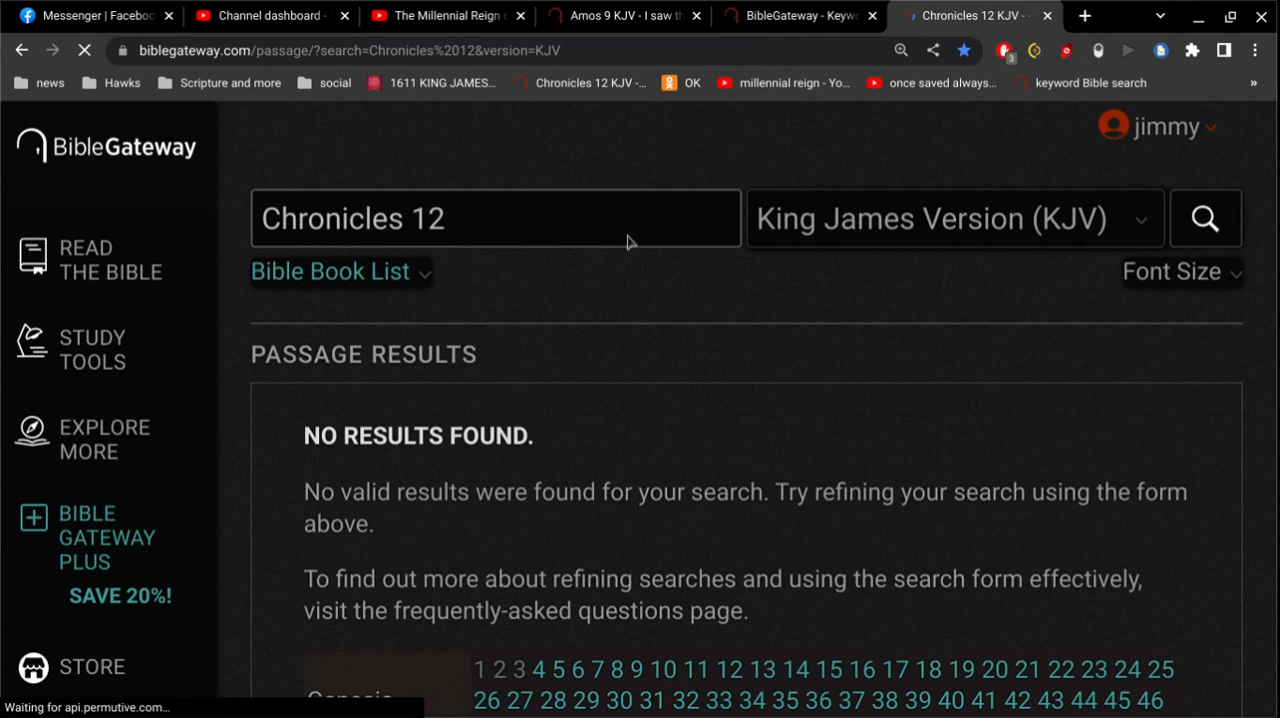 Messenger | Faceboo
Channel dashboard -
The Millennial Reign o
Amos 9 KJV - I saw th
BibleGateway - Keyw
Chronicles 12 KJV - -
biblegateway.com/passage/?search=Chronicles%2012&version=KJV
3
news
Hawks
Scripture and more
social
1611 KING JAMES...
Chronicles 12 KJV -...
OK
millennial reign - Yo...
once saved always...
keyword Bible search
»
BibleGateway
jimmy
Chronicles 12
King James Version (KJV)
READ
THE BIBLE
Bible Book List
Font Size
STUDY
TOOLS
PASSAGE RESULTS
EXPLORE
MORE
NO RESULTS FOUND.
No valid results were found for your search. Try refining your search using the form
above.
BIBLE
GATEWAY
PLUS
SAVE 20%!
To find out more about refining searches and using the search form effectively,
visit the frequently-asked questions page.
STORE
Genesis
1 2 3 4 5 6 7 8 9 10 11 12 13 14 15 16 17 18 19 20 21 22 23 24 25
26 27 28 29 30 31 32 33 34 35 36 37 38 39 40 41 42 43 44 45 46
Waiting for api.permutive.com...